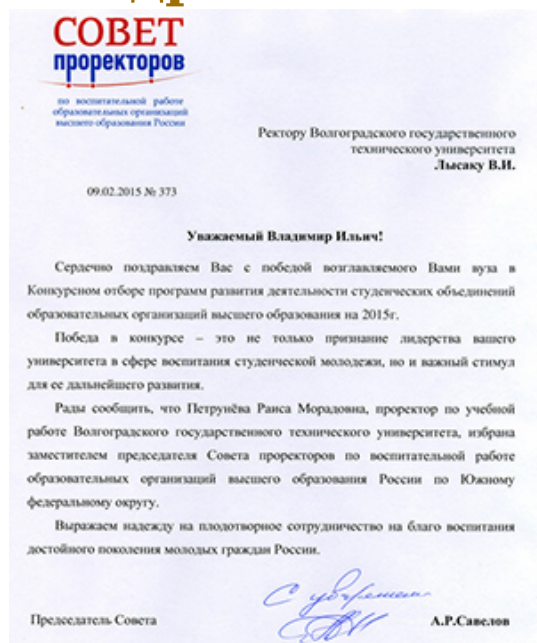 СОВЕТ
проректоров
по воспитательной работе
образовательных организаций
высшего образования России
Ректору Волгоградского государственного
технического университета
Лысаку В.И.
09.02.2015 № 373
Уважаемый Владимир Ильич!
Сердечно поздравляем Вас с победой возглавляемого Вами вуза в
Конкурсном отборе программ развития деятельности студенческих объединений
образовательных организаций высшего образования на 2015г.
Победа в конкурсе – это не только признание лидерства вашего
университета в сфере воспитания студенческой молодежи, но и важный стимул
для ее дальнейшего развития.
Рады сообщить, что Петрунёва Раиса Морадовна, проректор по учебной
работе Волгоградского государственного технического университета, избрана
заместителем председателя Совета проректоров по воспитательной работе
образовательных организаций высшего образования России по Южному
федеральному округу.
Выражаем надежду на плодотворное сотрудничество на благо воспитания
достойного поколения молодых граждан России.
С уважением
Председатель Совета А.Р.Савелов